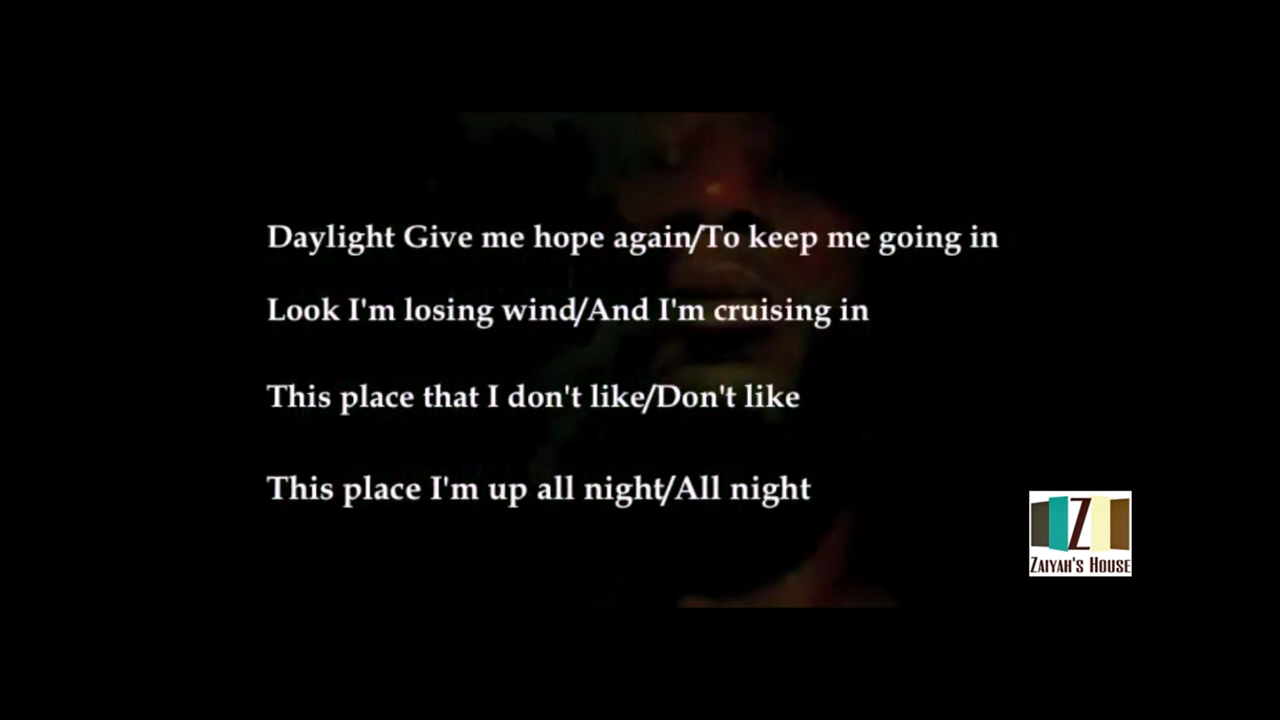 Daylight Give me hope again/To keep me going in
Look I'm losing wind/And I'm cruising in
This place that I don't like/Don't like
This place I'm up all night/All night
Z
ZAIYAH'S HOUSE